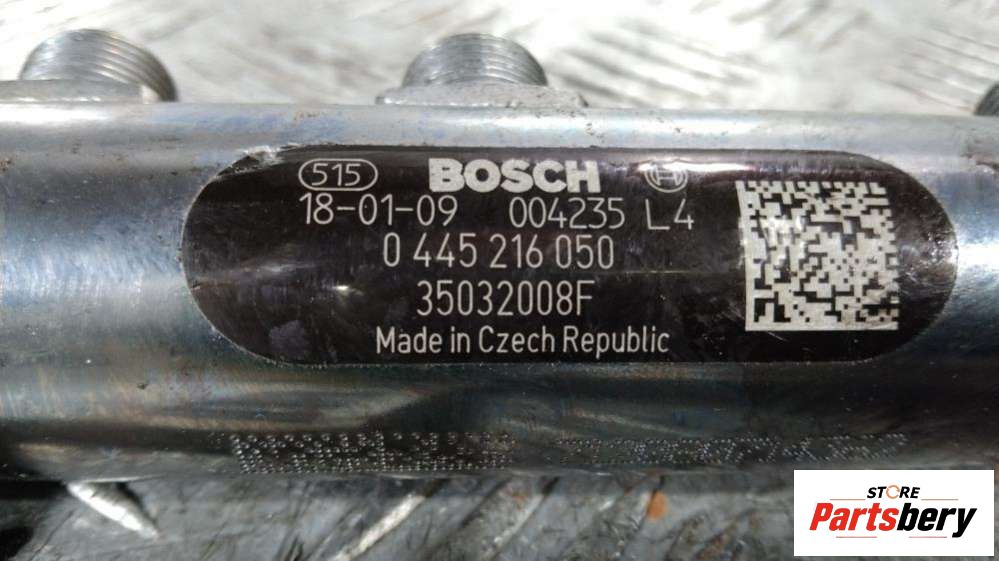 515 BOSCH
18-01-09 004235 L4
0 445 216 050
35032008F
Made in Czech Republic
STORE
Partsbery